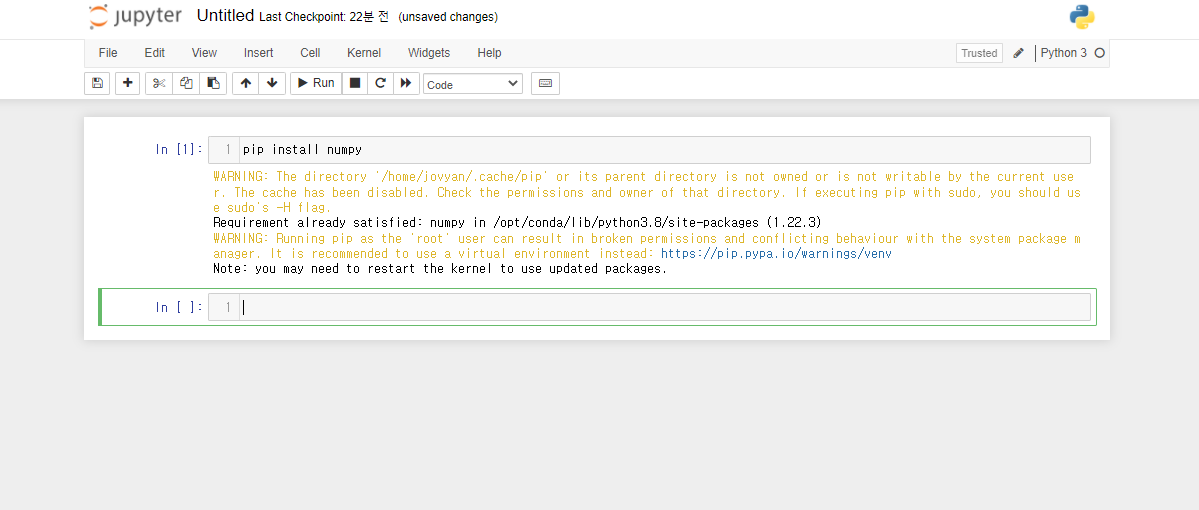 jupyter Untitled Last Checkpoint: 22분 전 (unsaved changes)
File Edit View Insert Cell Kernel Widgets Help Trusted Python 3
Run Code
In [1]: 1 pip install numpy
WARNING: The directory '/home/jovyan/.cache/pip' or its parent directory is not owned or is not writable by the current use
r. The cache has been disabled. Check the permissions and owner of that directory. If executing pip with sudo, you should us
e sudo's -H flag.
Requirement already satisfied: numpy in /opt/conda/lib/python3.8/site-packages (1.22.3)
WARNING: Running pip as the 'root' user can result in broken permissions and conflicting behaviour with the system package m
anager. It is recommended to use a virtual environment instead: https://pip.pypa.io/warnings/venv
Note: you may need to restart the kernel to use updated packages.
In [ ]: 1